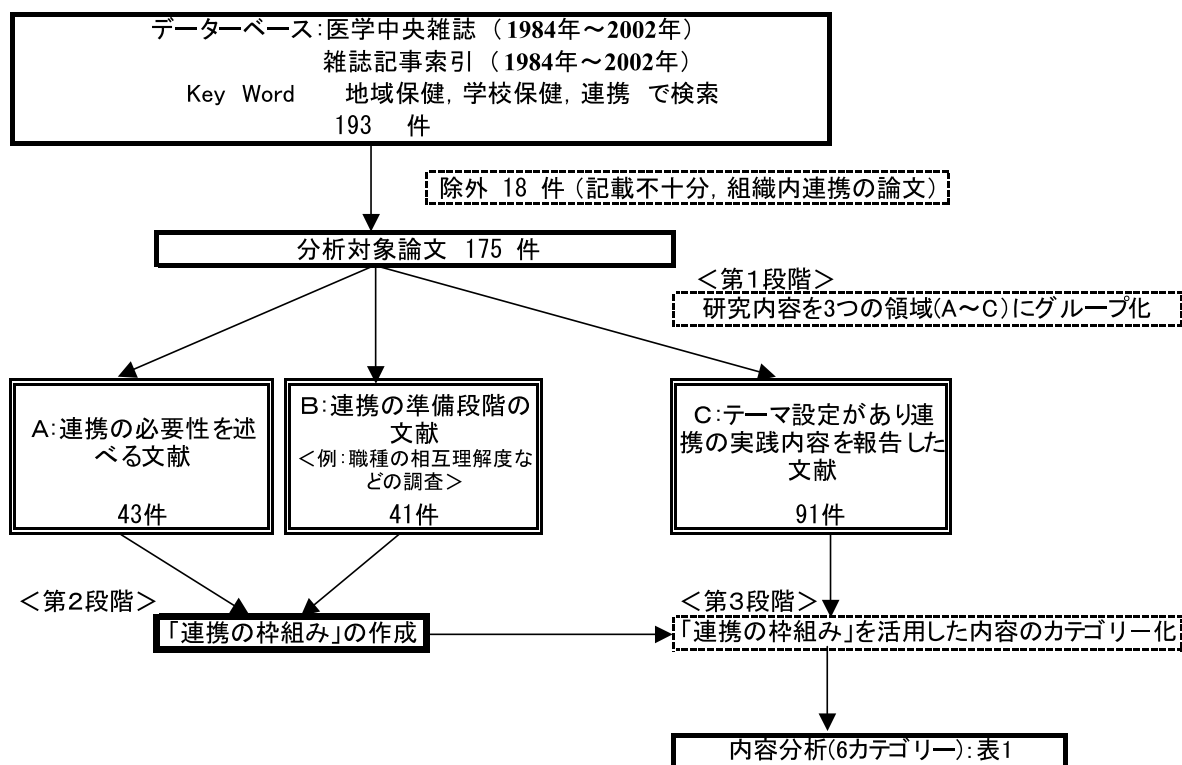 データーベース：医学中央雑誌 （1984年～2002年）
雑誌記事索引 （1984年～2002年）
Key Word 地域保健，学校保健，連携 で検索
193 件
除外 18 件（記載不十分，組織内連携の論文）
分析対象論文 175 件
＜第１段階＞
研究内容を3つの領域(A～C)にグループ化
A：連携の必要性を述
べる文献
43件
B：連携の準備段階の
文献
＜例：職種の相互理解度な
どの調査＞
41件
C：テーマ設定があり連
携の実践内容を報告した
文献
91件
＜第２段階＞
「連携の枠組み」の作成
＜第３段階＞
「連携の枠組み」を活用した内容のカテゴリー化
内容分析(6カテゴリー)：表1